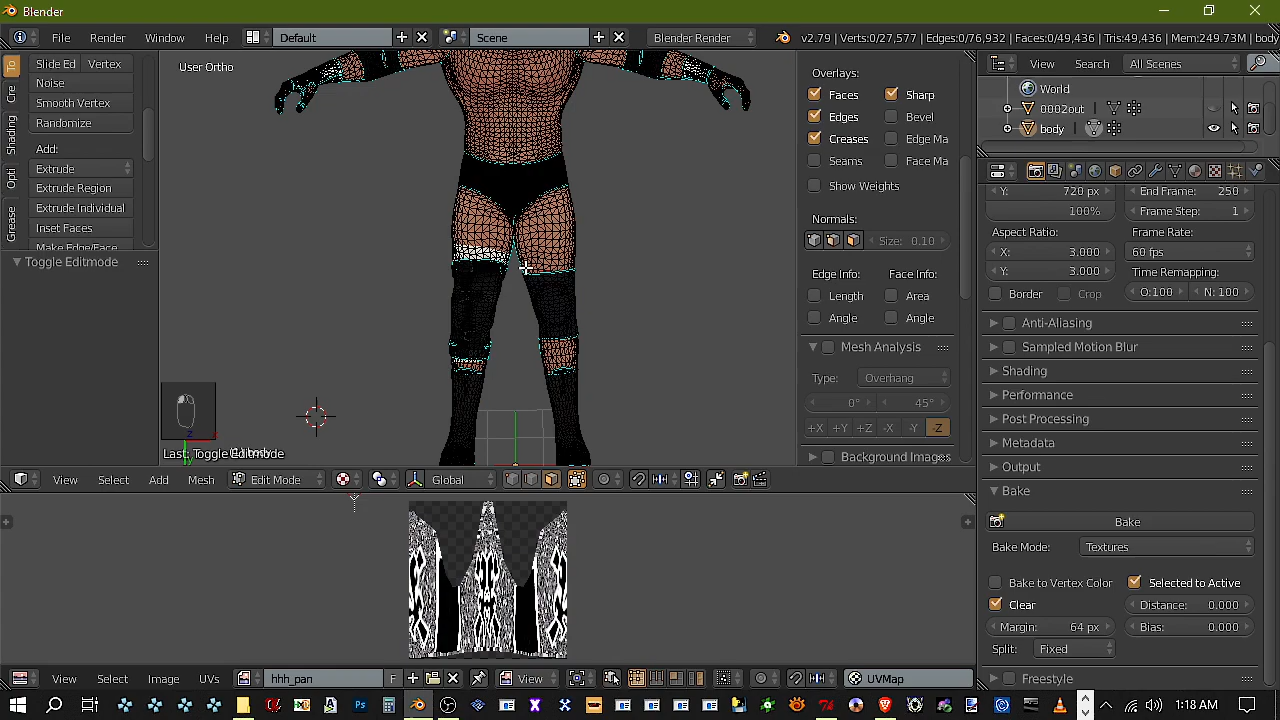 Blender
File Render Window Help Default Scene Blender Render v2.79 | Verts:0/27,577 | Edges:0/76,932 | Faces:0/49,436 | Tris:49,436 | Mem:249.73M | body
Slide Ed Vertex
Noise
Smooth Vertex
Randomize
Add:
Extrude
Extrude Region
Extrude Individual
Inset Faces
Make Edge/Face
To
Cre
Shading
Opti
Grease
Toggle Editmode
User Ortho
Last: Toggle Editmode
Overlays:
Faces Sharp
Edges Bevel
Creases Edge Ma
Seams Face Ma
Show Weights
Normals:
Size: 0.10
Edge Info: Face Info:
Length Area
Angle Angle
Mesh Analysis
Type: Overhang
0° 45°
+X +Y +Z -X -Y -Z
Background Images
View Search All Scenes
World
0002out
body
Y: 720 px End Frame: 250
100% Frame Step: 1
Aspect Ratio: Frame Rate:
X: 3.000 60 fps
Y: 3.000 Time Remapping:
Border Crop O:100 N: 100
Anti-Aliasing
Sampled Motion Blur
Shading
Performance
Post Processing
Metadata
Output
Bake
Bake
Bake Mode: Textures
Bake to Vertex Color Selected to Active
Clear Distance: 0.000
Margin: 64 px Bias: 0.000
Split: Fixed
Freestyle
View Select Add Mesh Edit Mode Global
View Select Image UVs hhh_pan F View UVMap
1:18 AM